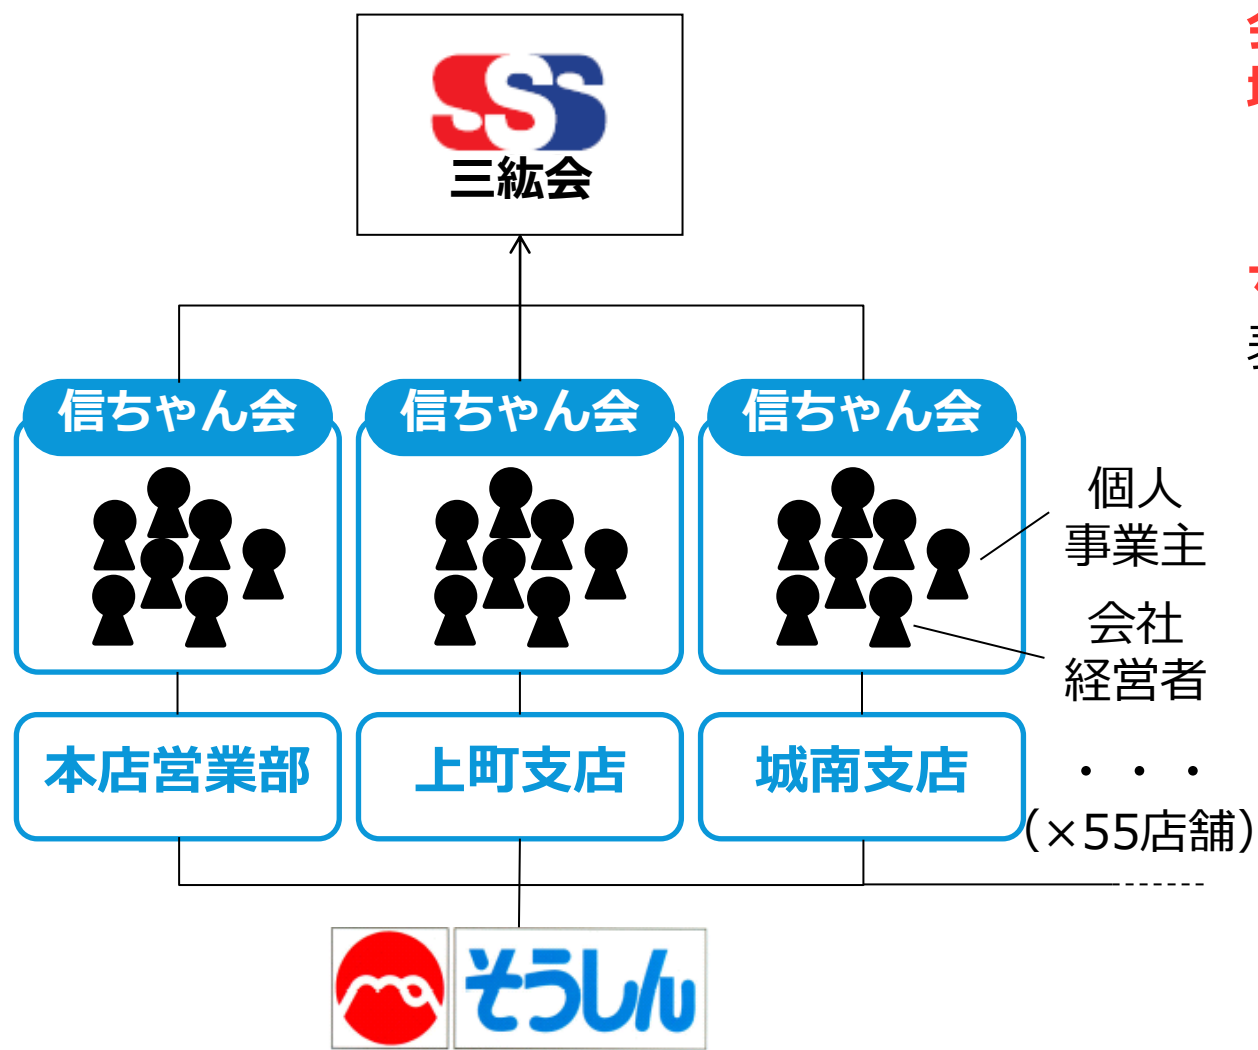 SSS
三紘会
信ちゃん会
信ちゃん会
信ちゃん会
個人
事業主
会社
経営者
本店営業部
上町支店
城南支店
・・・
（×55店舗）
そうしん